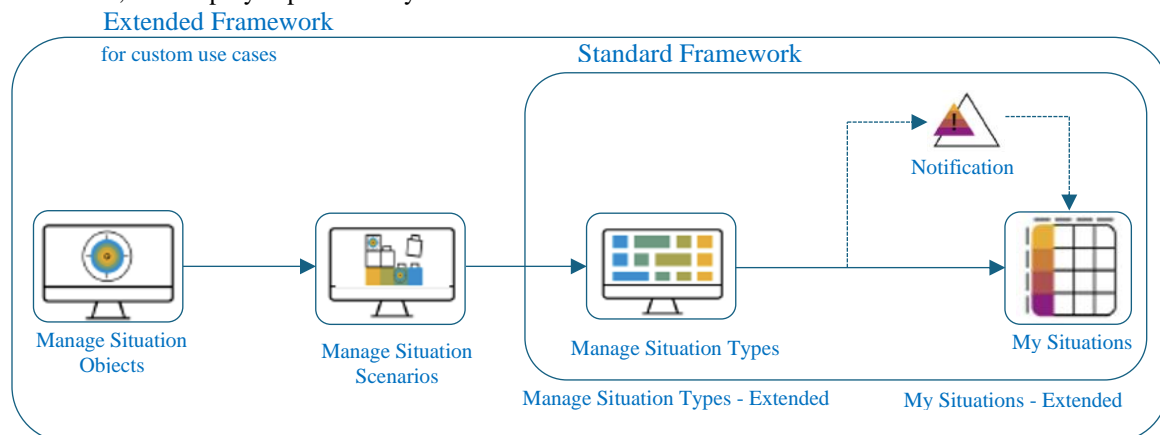 Extended Framework
for custom use cases
Standard Framework
Notification
Manage Situation
Objects
Manage Situation
Scenarios
Manage Situation Types
My Situations
Manage Situation Types - Extended
My Situations - Extended